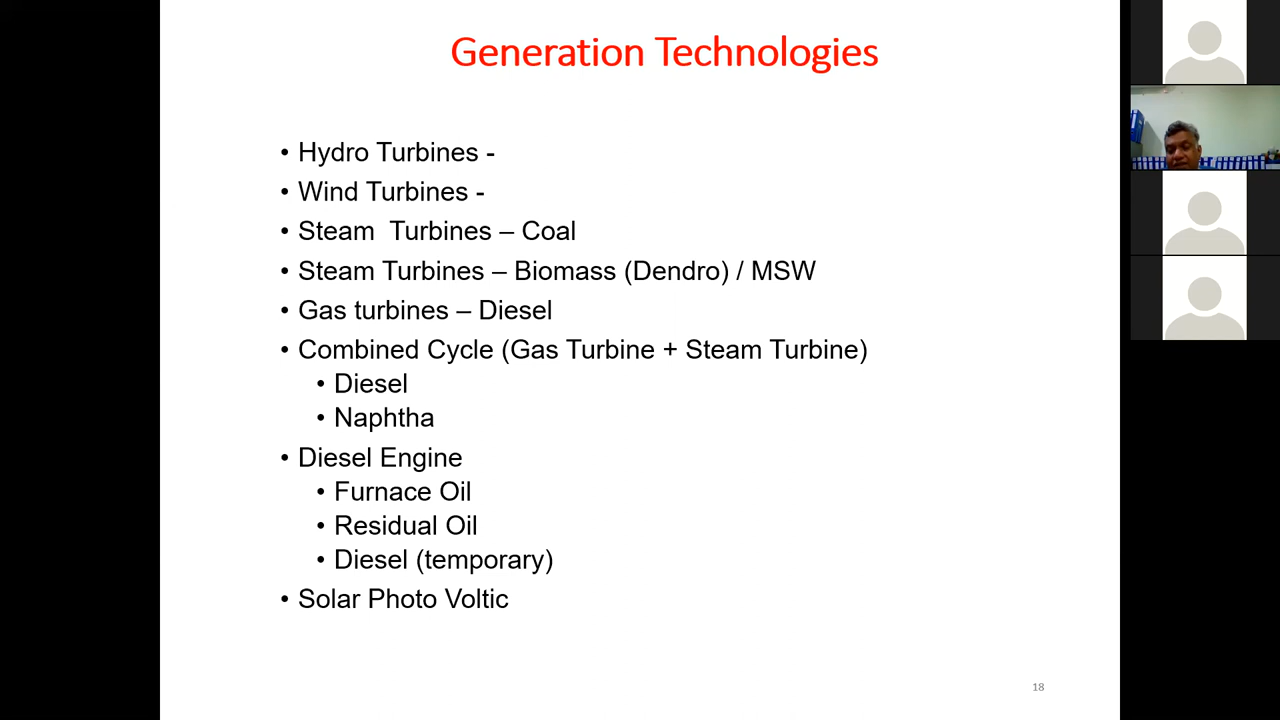 Generation Technologies
• Hydro Turbines -
• Wind Turbines -
• Steam  Turbines – Coal
• Steam Turbines – Biomass (Dendro) / MSW
• Gas turbines – Diesel
• Combined Cycle (Gas Turbine + Steam Turbine)
• Diesel
• Naphtha
• Diesel Engine
• Furnace Oil
• Residual Oil
• Diesel (temporary)
• Solar Photo Voltic
18